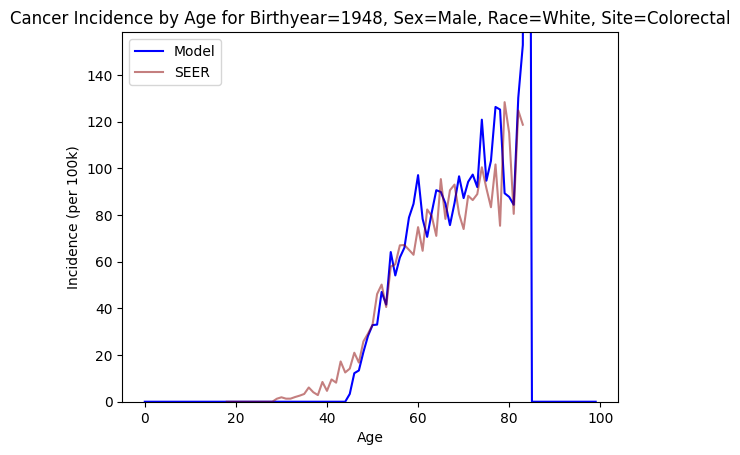 Cancer Incidence by Age for Birthyear=1948, Sex=Male, Race=White, Site=Colorectal
Model
SEER
Incidence (per 100k)
140
120
100
80
60
40
20
0
0 20 40 60 80 100
Age